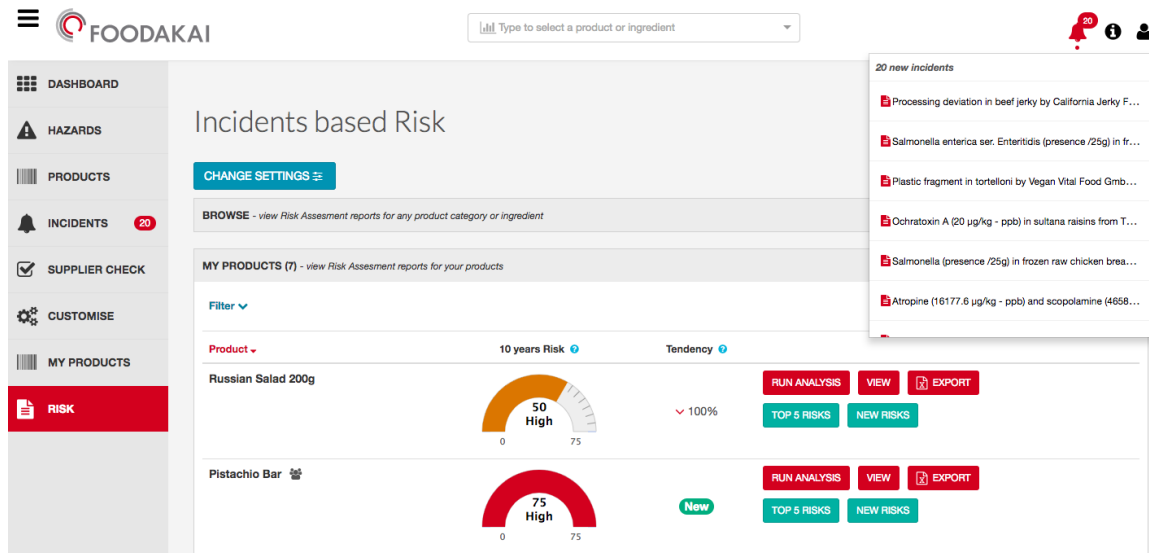 FOODAKAI
Type to select a product or ingredient
20
20 new incidents
Processing deviation in beef jerky by California Jerky F...
Salmonella enterica ser. Enteritidis (presence /25g) in fr...
Plastic fragment in tortelloni by Vegan Vital Food Gmb...
Ochratoxin A (20 μg/kg - ppb) in sultana raisins from T...
Salmonella (presence /25g) in frozen raw chicken brea...
Atropine (16177.6 μg/kg - ppb) and scopolamine (4658...
DASHBOARD
HAZARDS
PRODUCTS
INCIDENTS 20
SUPPLIER CHECK
CUSTOMISE
MY PRODUCTS
RISK
Incidents based Risk
CHANGE SETTINGS
BROWSE - view Risk Assesment reports for any product category or ingredient
MY PRODUCTS (7) - view Risk Assesment reports for your products
Filter
Product 10 years Risk ? Tendency ?
Russian Salad 200g
50
High
0 75
100%
RUN ANALYSIS VIEW EXPORT
TOP 5 RISKS NEW RISKS
Pistachio Bar
75
High
0 75
New
RUN ANALYSIS VIEW EXPORT
TOP 5 RISKS NEW RISKS